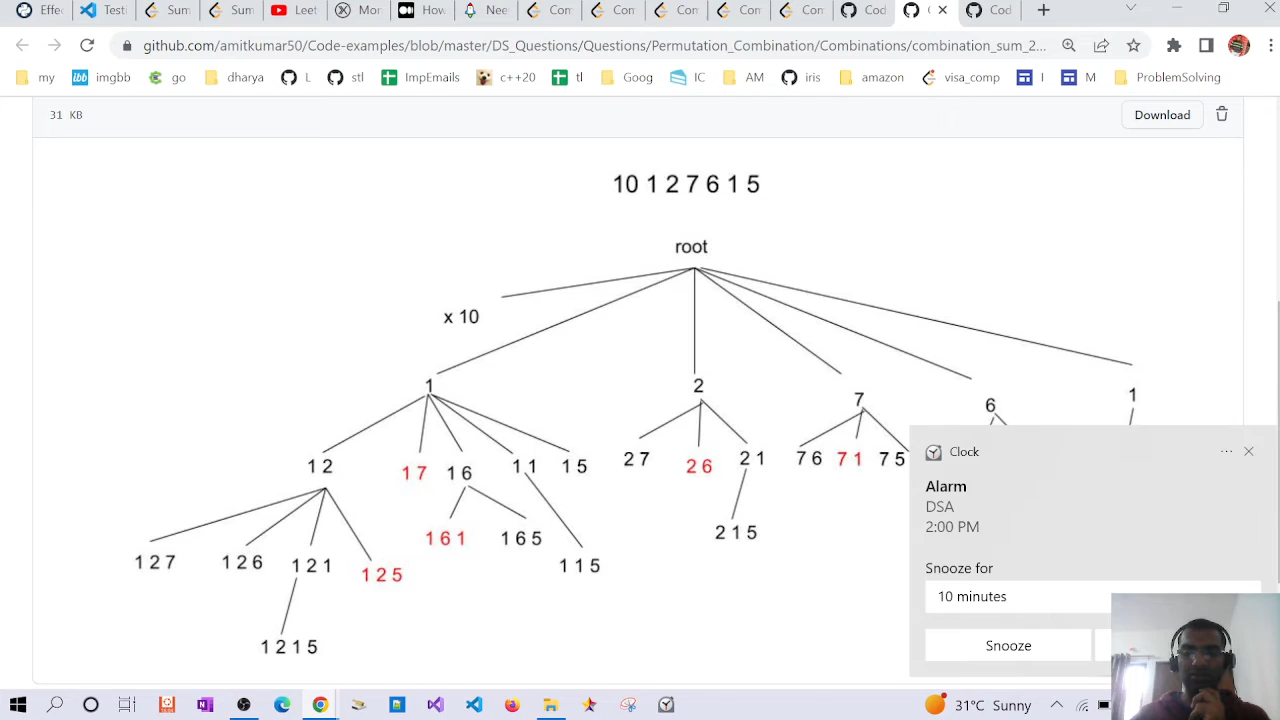 Effe Testi Sum Sum Leet Mor How Nee Con Con Con Con Con Cod C Cod
github.com/amitkumar50/Code-examples/blob/master/DS_Questions/Questions/Permutation_Combination/Combinations/combination_sum_2...
my imgbb go dharya L stl ImpEmails c++20 tl Goog IC AM iris amazon visa_comp I M ProblemSolving
31 KB Download
10 1 2 7 6 1 5
root
x 10
1 2 7 6 1
1 2 1 7 1 6 1 1 1 5 2 7 2 6 2 1 7 6 7 1 7 5
1 6 1 1 6 5 2 1 5
1 2 7 1 2 6 1 2 1 1 2 5 1 1 5
1 2 1 5
Clock
Alarm
DSA
2:00 PM
Snooze for
10 minutes
Snooze
31°C Sunny